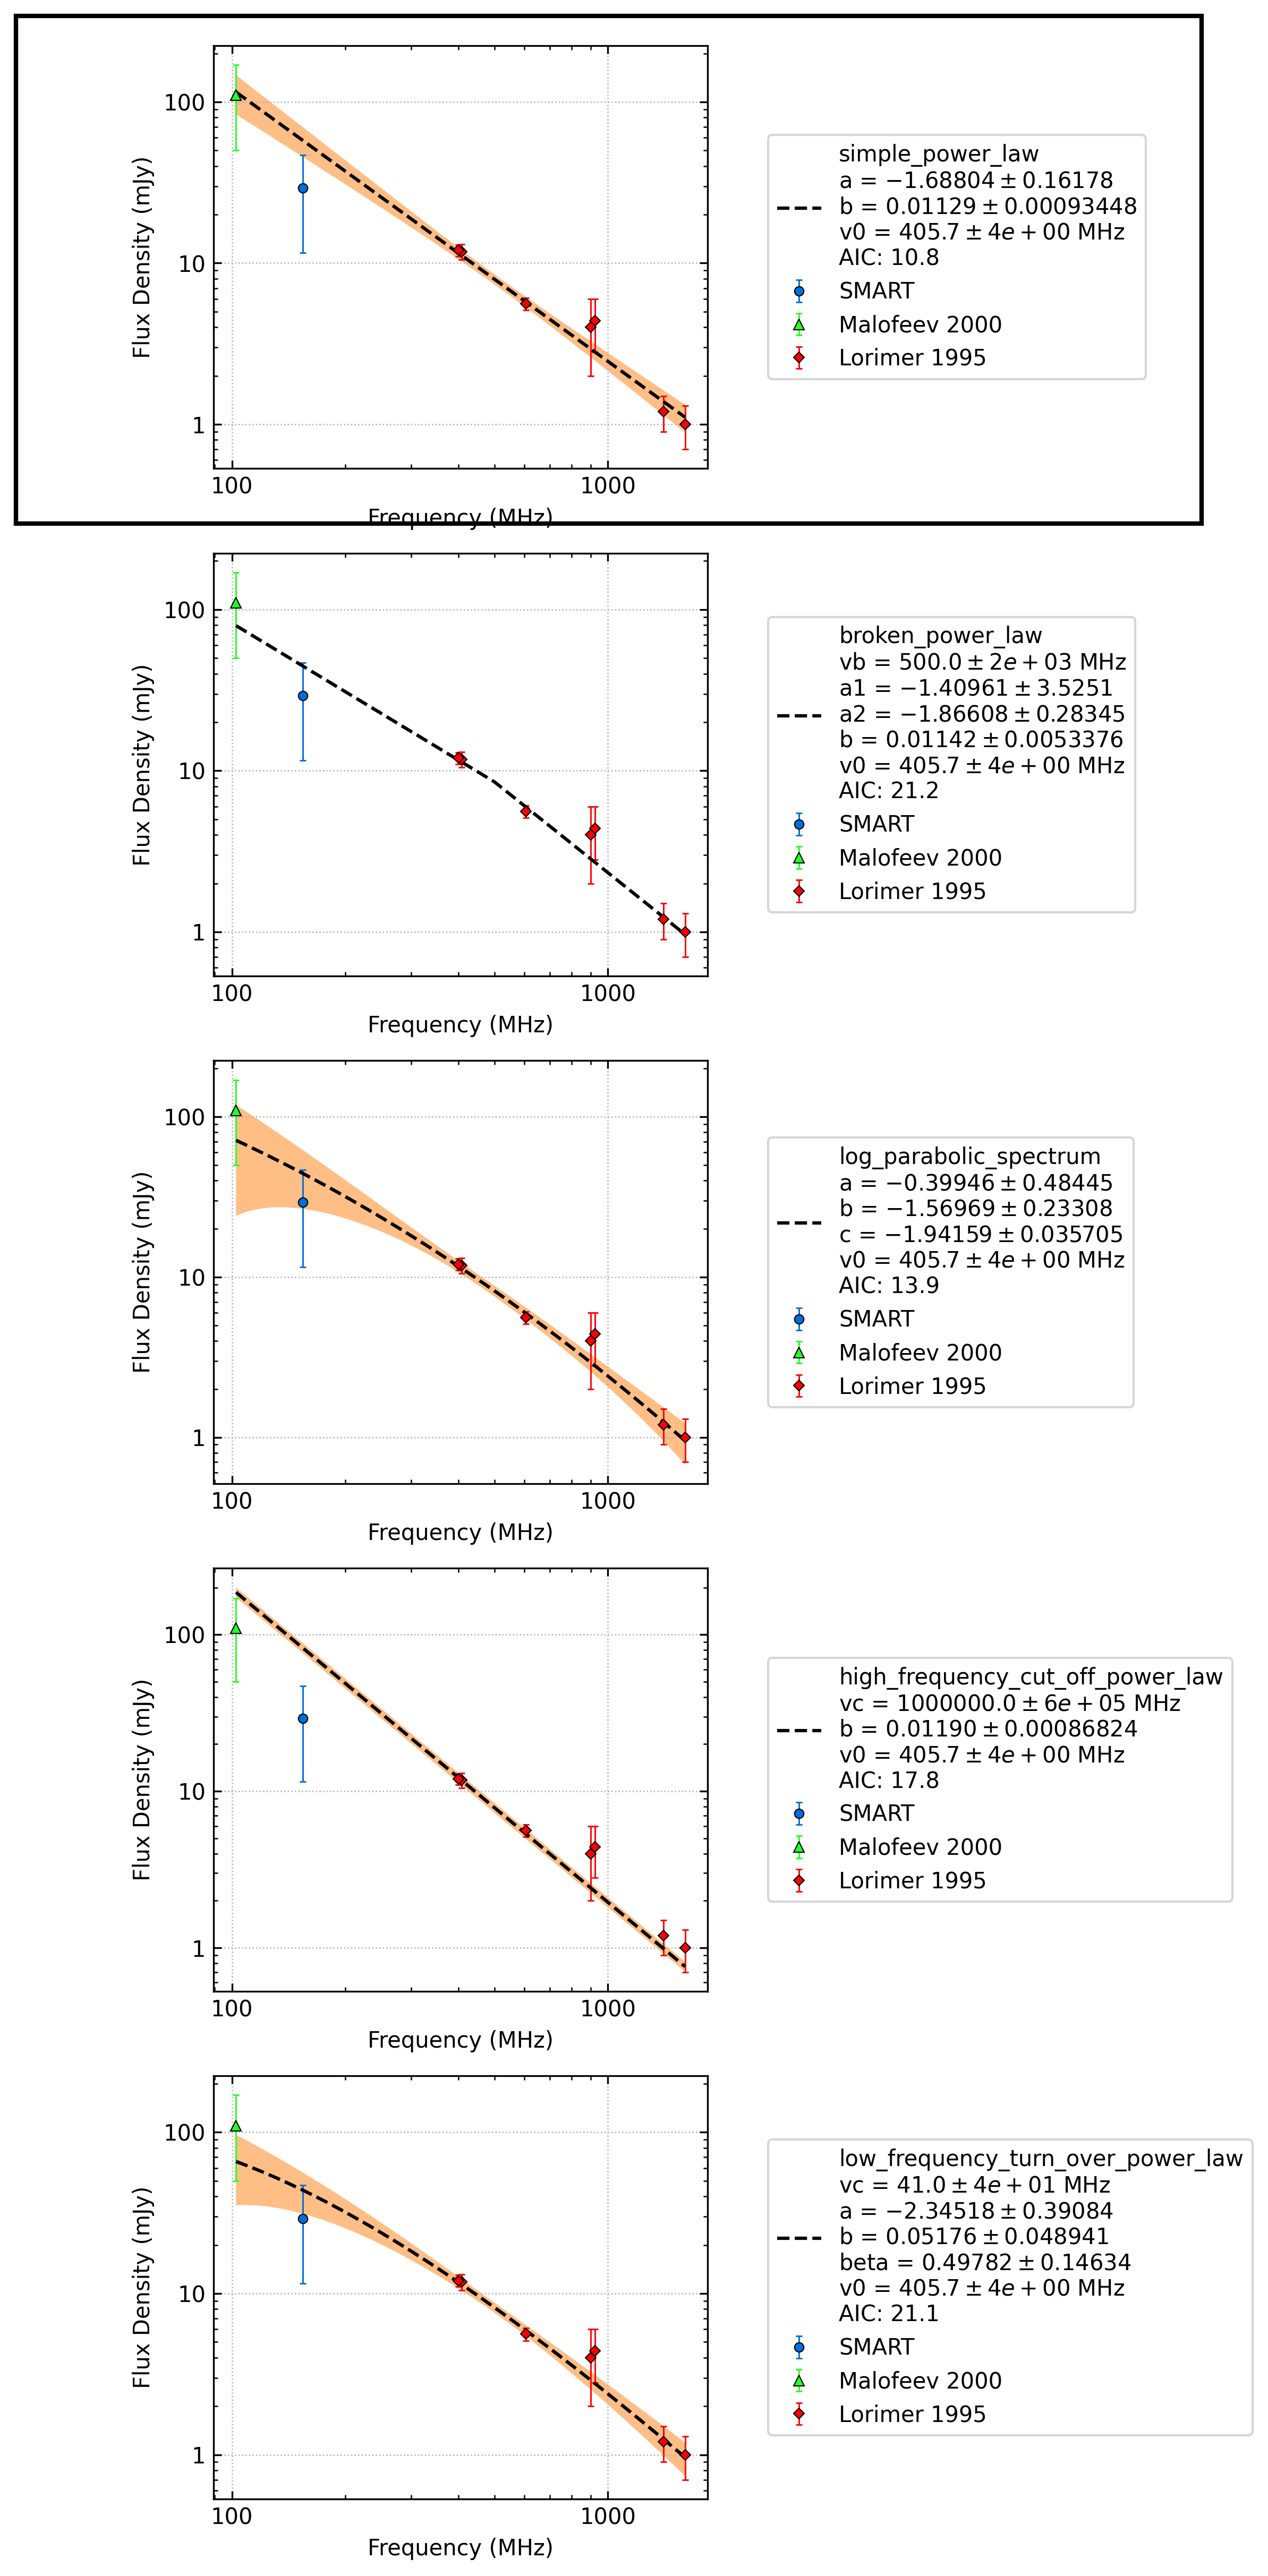 Flux Density (mJy)
100
10
1
100
1000
Frequency (MHz)
simple_power_law
a = −1.68804 ± 0.16178
b = 0.01129 ± 0.00093448
v0 = 405.7 ± 4e + 00 MHz
AIC: 10.8
SMART
Malofeev 2000
Lorimer 1995
Flux Density (mJy)
100
10
1
100
1000
Frequency (MHz)
broken_power_law
vb = 500.0 ± 2e + 03 MHz
a1 = −1.40961 ± 3.5251
a2 = −1.86608 ± 0.28345
b = 0.01142 ± 0.0053376
v0 = 405.7 ± 4e + 00 MHz
AIC: 21.2
SMART
Malofeev 2000
Lorimer 1995
Flux Density (mJy)
100
10
1
100
1000
Frequency (MHz)
log_parabolic_spectrum
a = −0.39946 ± 0.48445
b = −1.56969 ± 0.23308
c = −1.94159 ± 0.035705
v0 = 405.7 ± 4e + 00 MHz
AIC: 13.9
SMART
Malofeev 2000
Lorimer 1995
Flux Density (mJy)
100
10
1
100
1000
Frequency (MHz)
high_frequency_cut_off_power_law
vc = 1000000.0 ± 6e + 05 MHz
b = 0.01190 ± 0.00086824
v0 = 405.7 ± 4e + 00 MHz
AIC: 17.8
SMART
Malofeev 2000
Lorimer 1995
Flux Density (mJy)
100
10
1
100
1000
Frequency (MHz)
low_frequency_turn_over_power_law
vc = 41.0 ± 4e + 01 MHz
a = −2.34518 ± 0.39084
b = 0.05176 ± 0.048941
beta = 0.49782 ± 0.14634
v0 = 405.7 ± 4e + 00 MHz
AIC: 21.1
SMART
Malofeev 2000
Lorimer 1995